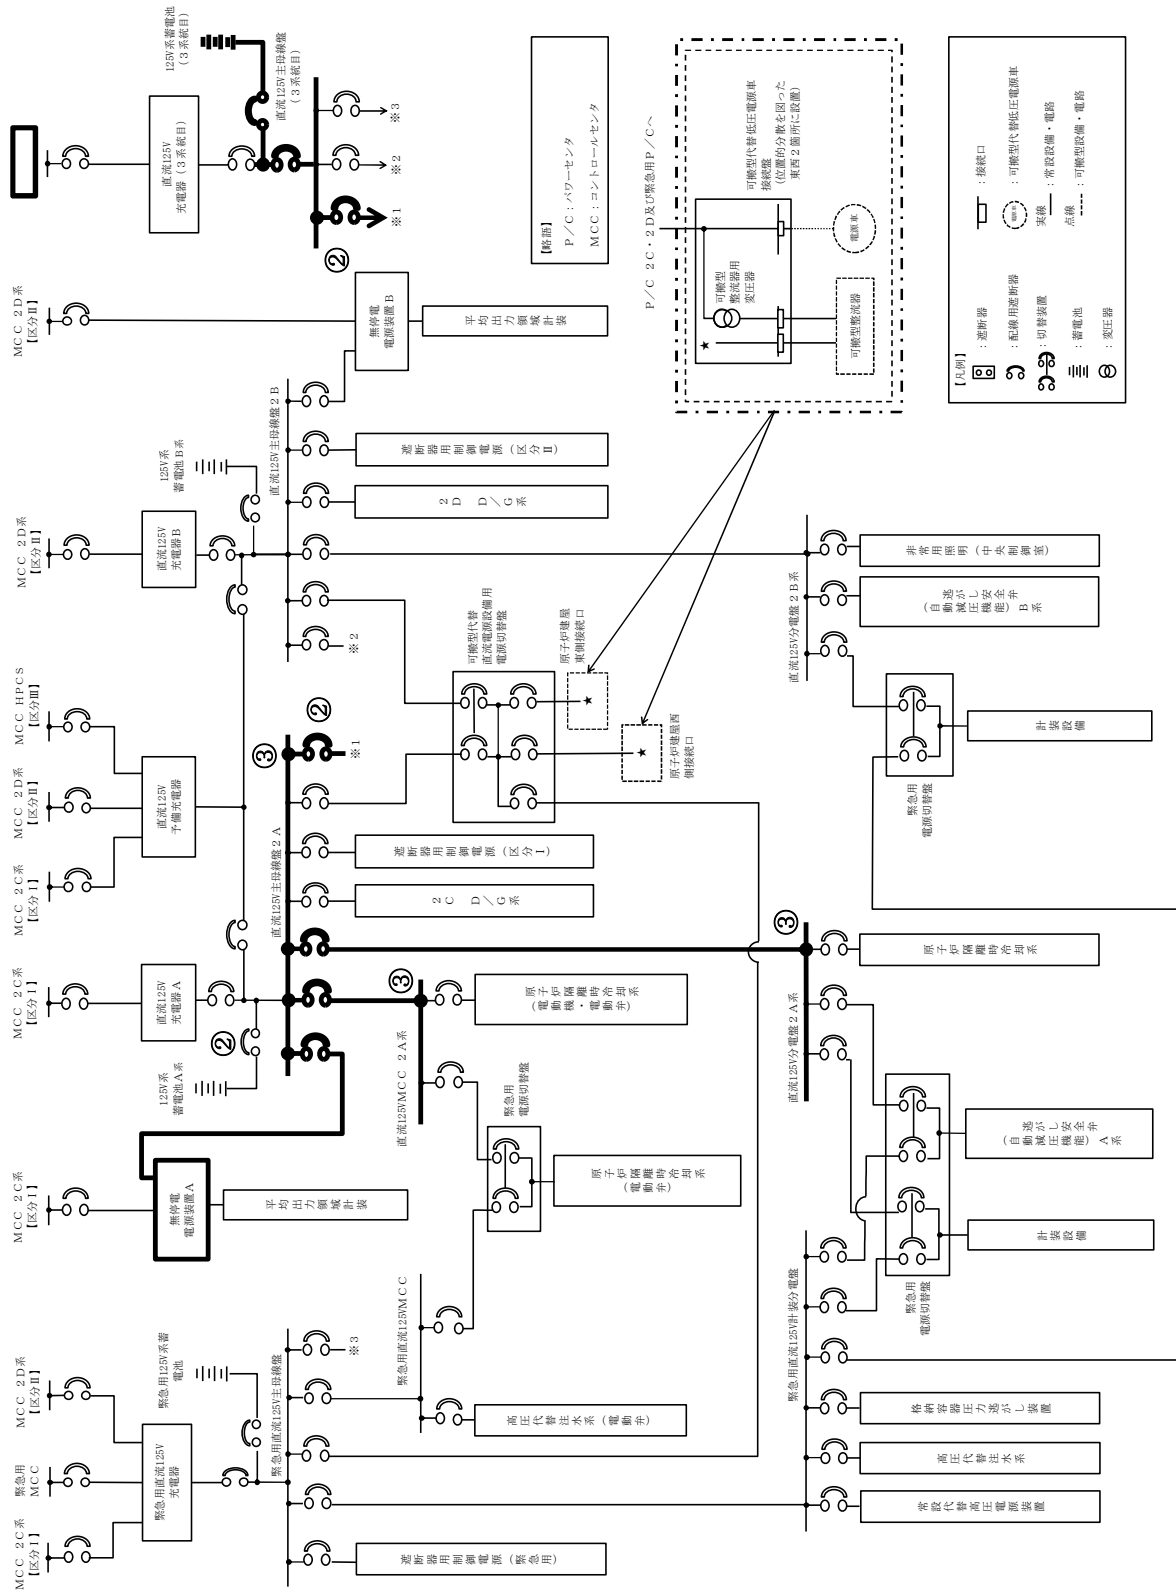 MCC 2C系
【区分Ⅰ】
緊急用
MCC
MCC 2D系
【区分Ⅱ】
MCC 2C系
【区分Ⅰ】
MCC 2C系
【区分Ⅰ】
MCC 2C系
【区分Ⅰ】
MCC 2D系
【区分Ⅱ】
MCC HPCS
【区分Ⅲ】
MCC 2D系
【区分Ⅱ】
MCC 2D系
【区分Ⅱ】
緊急用直流125V
充電器
緊急用125V系蓄
電池
無停電
電源装置A
125V系
蓄電池A系
直流125V
充電器A
直流125V
予備充電器
直流125V
充電器B
125V系
蓄電池B系
直流125V
充電器(3系統目)
125V系蓄電池
(3系統目)
直流125V主母線盤
(3系統目)
②
※1
※2
※3
平均出力領域計装
②
緊急用直流125V主母線盤
※3
直流125V主母線盤2A
③
②
※1
直流125V主母線盤2B
※2
無停電
電源装置B
平均出力領域計装
遮断器用制御電源(緊急用)
緊急用直流125VMCC
高圧代替注水系(電動弁)
直流125VMCC 2A系
③
原子炉隔離時冷却系
(電動機・電動弁)
2C D/G系
遮断器用制御電源(区分Ⅰ)
2D D/G系
遮断器用制御電源(区分Ⅱ)
緊急用
電源切替盤
原子炉隔離時冷却系
(電動弁)
可搬型代替
直流電源設備用
電源切替盤
原子炉建屋西
側接続口
★
原子炉建屋
東側接続口
★
【略語】
P/C:パワーセンタ
MCC:コントロールセンタ
P/C 2C・2D及び緊急用P/Cへ
可搬型代替低圧電源車
接続盤
(位置的分散を図った
東西2箇所に設置)
★
可搬型
整流器用
変圧器
可搬型整流器
電源車
緊急用直流125V計装分電盤
常設代替高圧電源装置
高圧代替注水系
格納容器圧力逃がし装置
緊急用
電源切替盤
計装設備
逃がし安全弁
(自動減圧機能)A系
直流125V分電盤2A系
③
原子炉隔離時冷却系
緊急用
電源切替盤
計装設備
直流125V分電盤2B系
逃がし安全弁
(自動減圧機能)B系
非常用照明(中央制御室)
【凡例】
:遮断器
:配線用遮断器
:切替装置
:蓄電池
:変圧器
:接続口
電源車
:可搬型代替低圧電源車
実線
:常設設備・電路
点線
:可搬型設備・電路